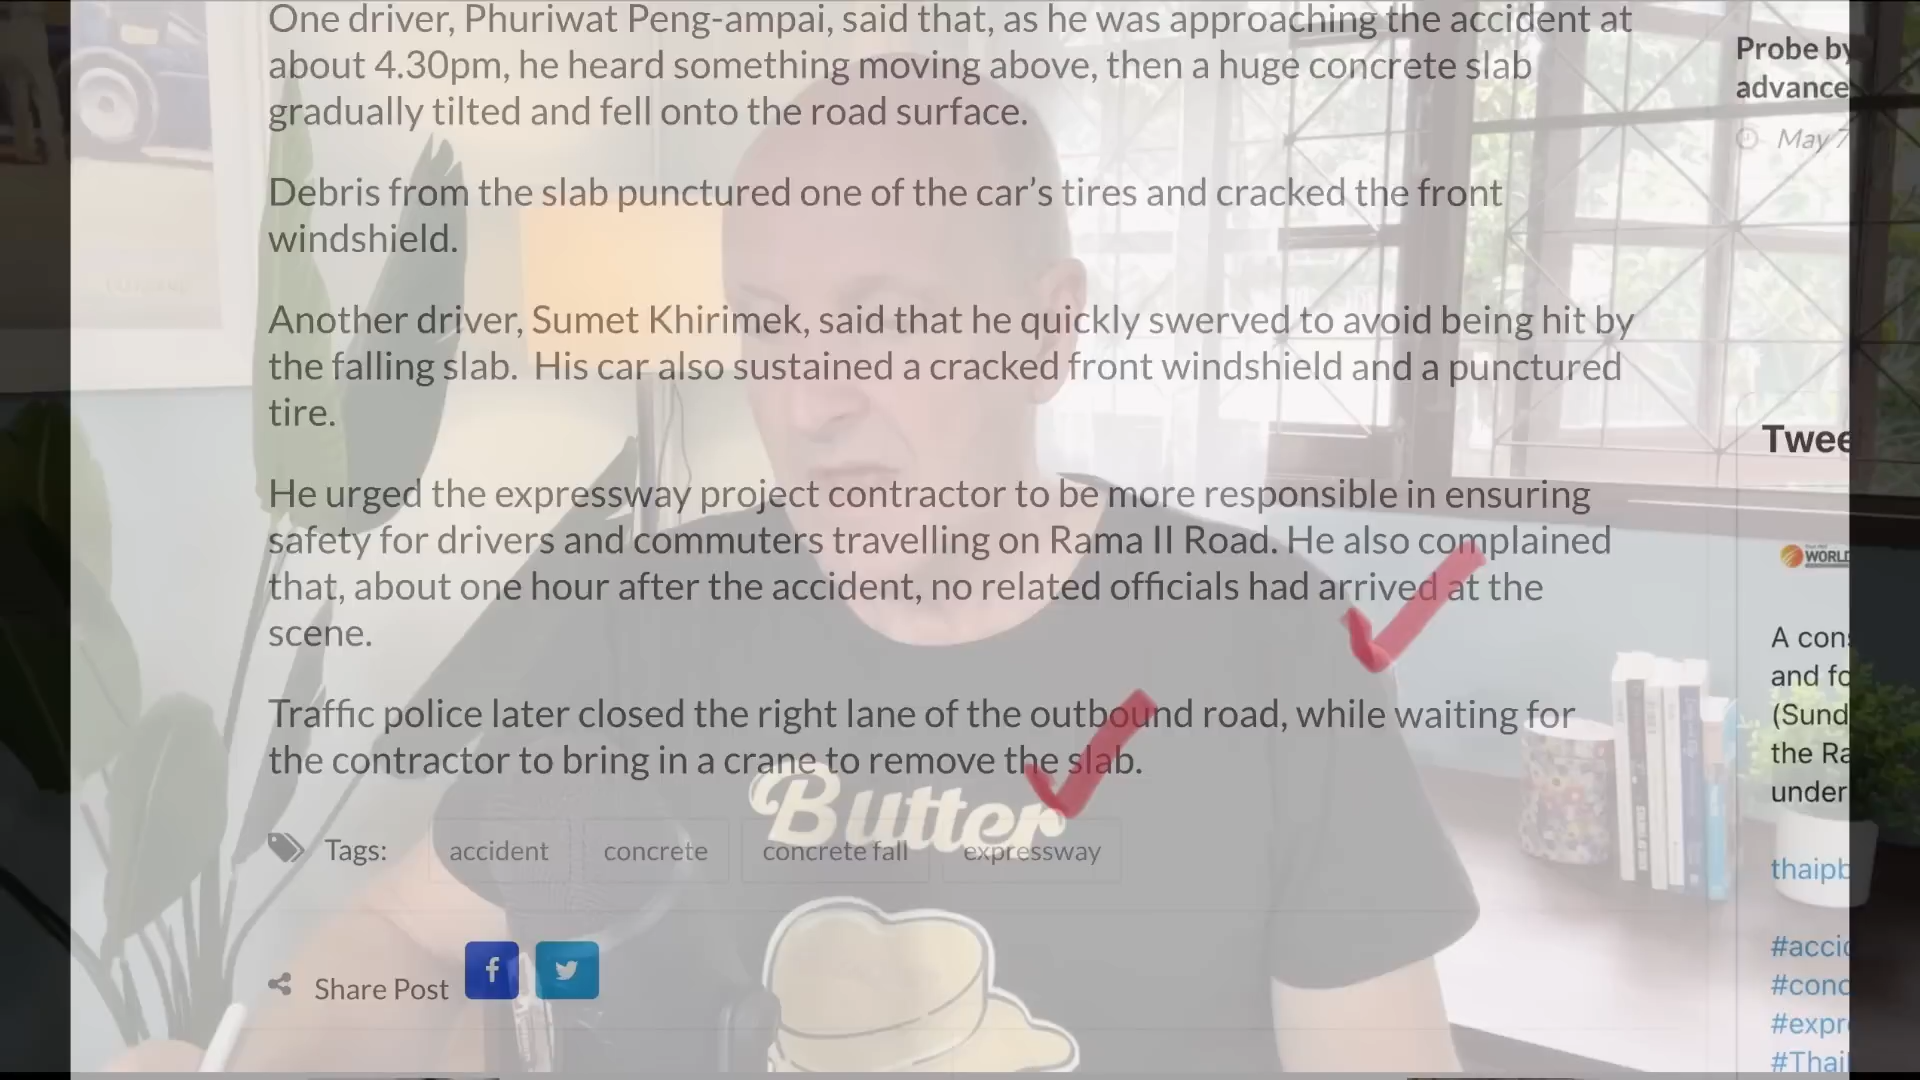 One driver, Phuriwat Peng-ampai, said that, as he was approaching the accident at
about 4.30pm, he heard something moving above, then a huge concrete slab
gradually tilted and fell onto the road surface.
Debris from the slab punctured one of the car’s tires and cracked the front
windshield.
Another driver, Sumet Khirimek, said that he quickly swerved to avoid being hit by
the falling slab. His car also sustained a cracked front windshield and a punctured
tire.
He urged the expressway project contractor to be more responsible in ensuring
safety for drivers and commuters travelling on Rama II Road. He also complained
that, about one hour after the accident, no related officials had arrived at the
scene.
Traffic police later closed the right lane of the outbound road, while waiting for
the contractor to bring in a crane to remove the slab.
Tags: accident concrete concrete fall expressway
Share Post
Butter
Probe by
advance
May 7
Twee
WORLD
A cons
and fo
(Sund
the Ra
under
thaipb
#accid
#conc
#expr
#Thai